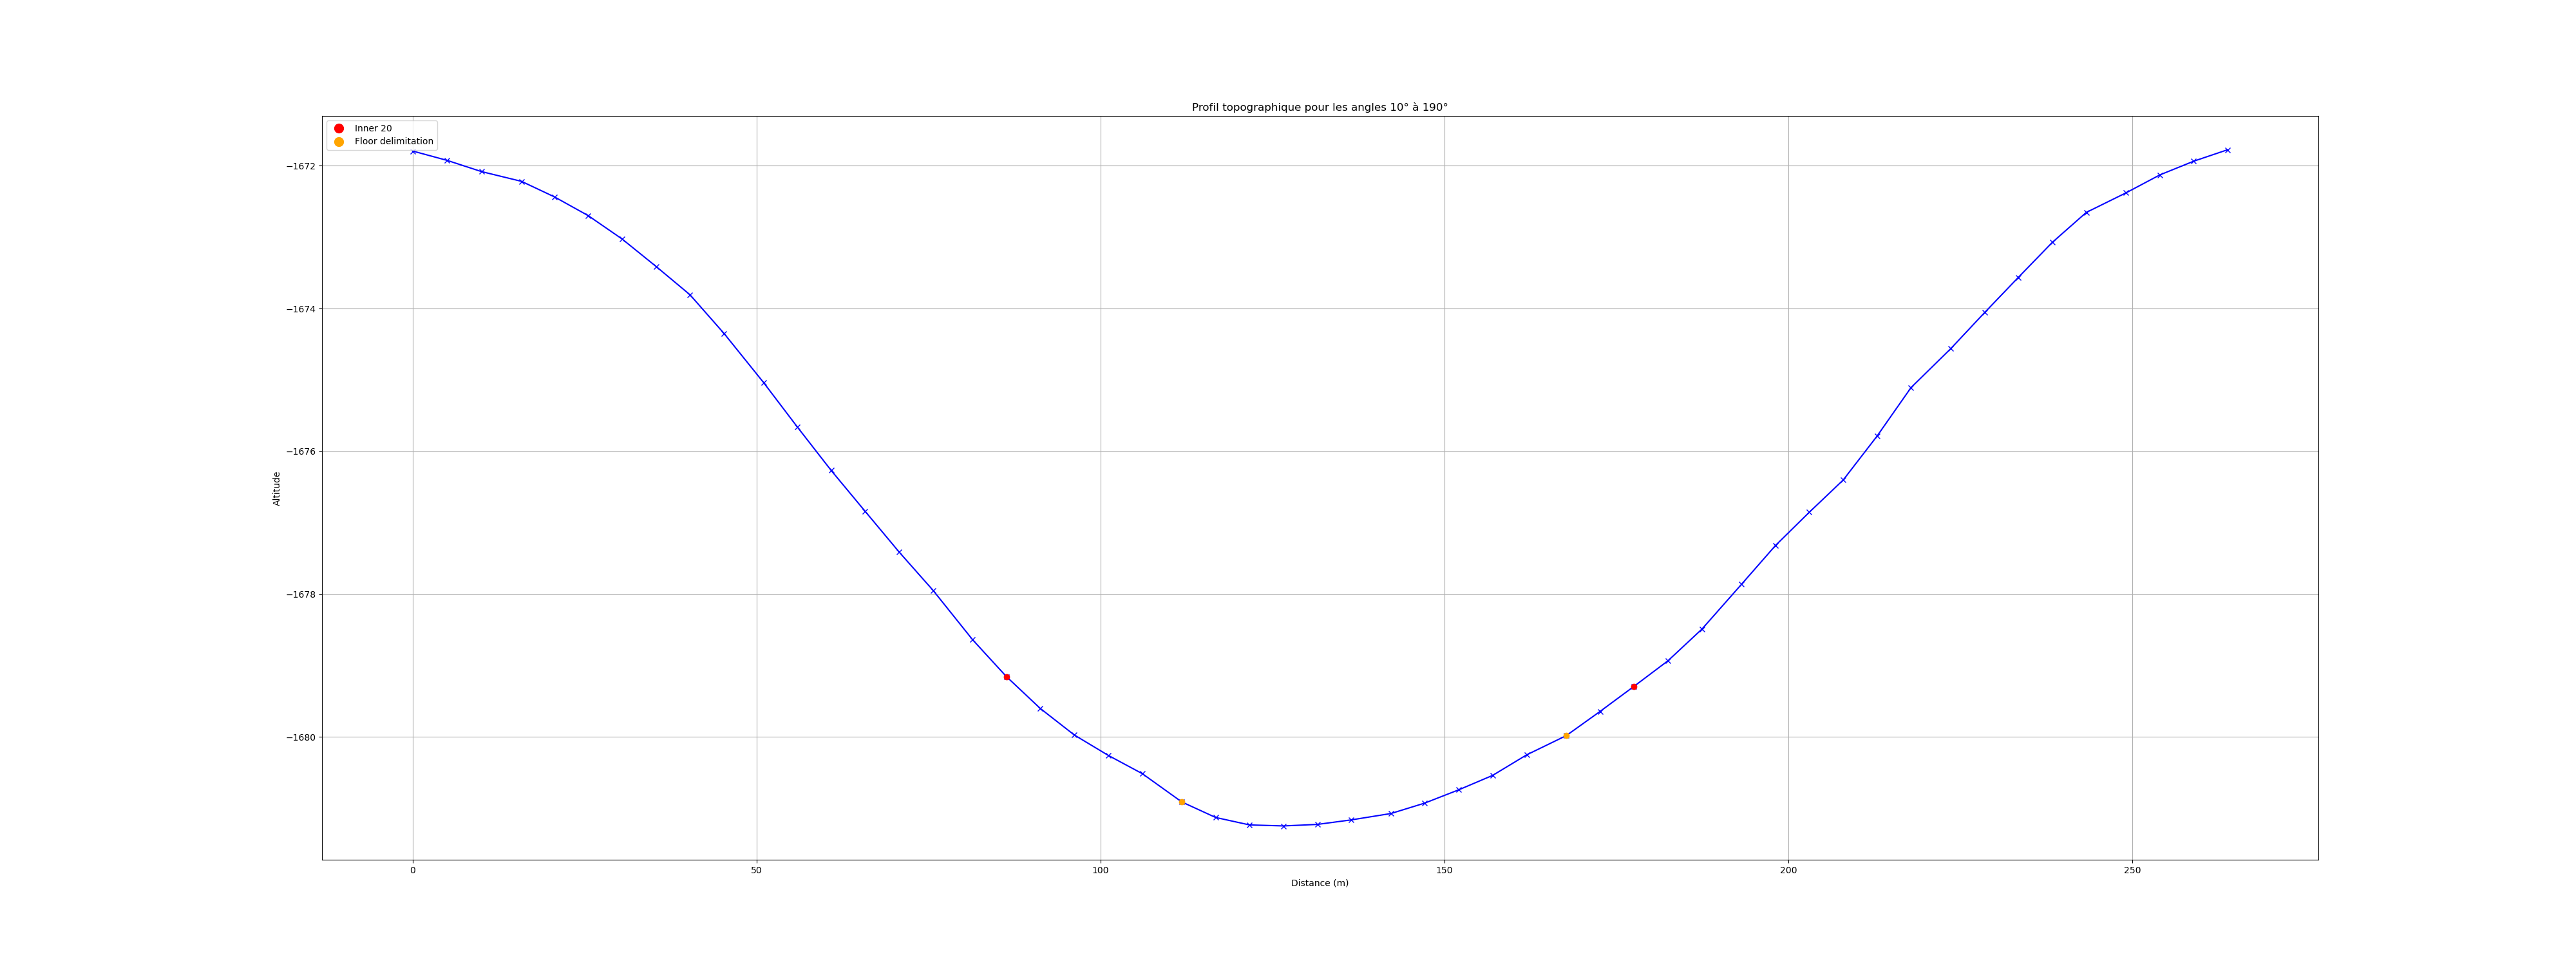 Profil topographique pour les angles 10° à 190°
Inner 20
Floor delimitation
−1672
−1674
−1676
−1678
−1680
Altitude
0
50
100
150
200
250
Distance (m)